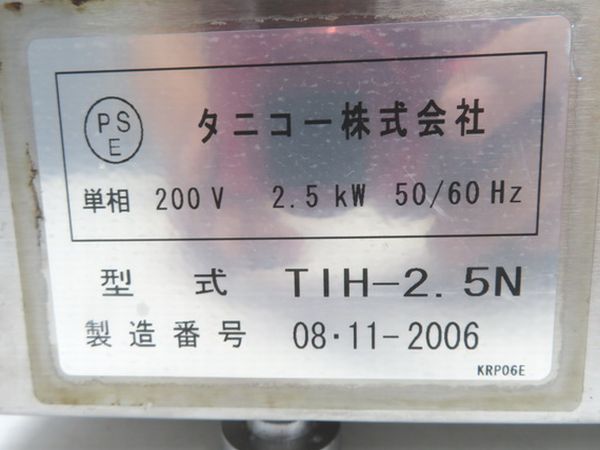 PS
E
タニコー株式会社
単相 200V 2.5kW 50/60Hz
型式 TIH-2.5N
製造番号 08・11-2006
KRP06E